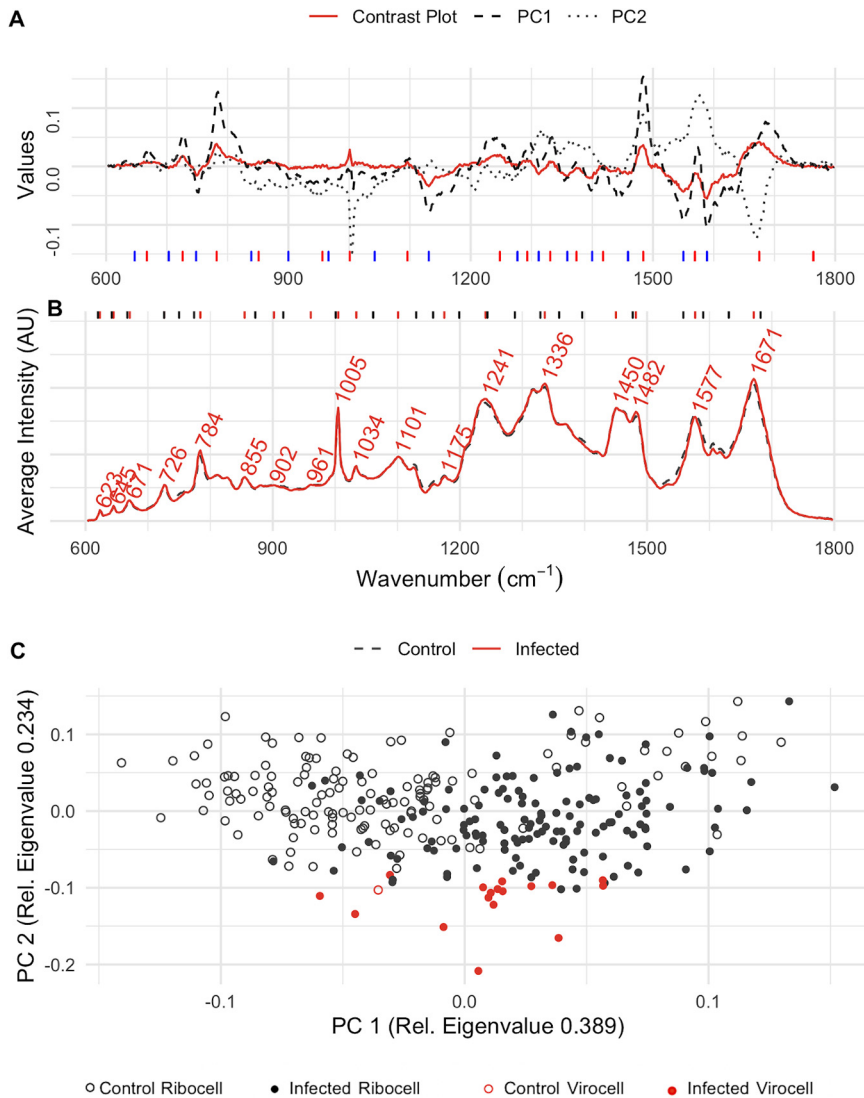 A
Contrast Plot PC1 PC2
Values
0.1
0.0
-0.1
600 900 1200 1500 1800
B
Average Intensity (AU)
623 645 671 726 784 855 902 961 1005 1034 1101 1175 1241 1336 1450 1482 1577 1671
600 900 1200 1500 1800
Wavenumber (cm⁻¹)
C
Control Infected
PC 2 (Rel. Eigenvalue 0.234)
0.1
0.0
-0.1
-0.2
-0.1 0.0 0.1
PC 1 (Rel. Eigenvalue 0.389)
Control Ribocell Infected Ribocell Control Virocell Infected Virocell